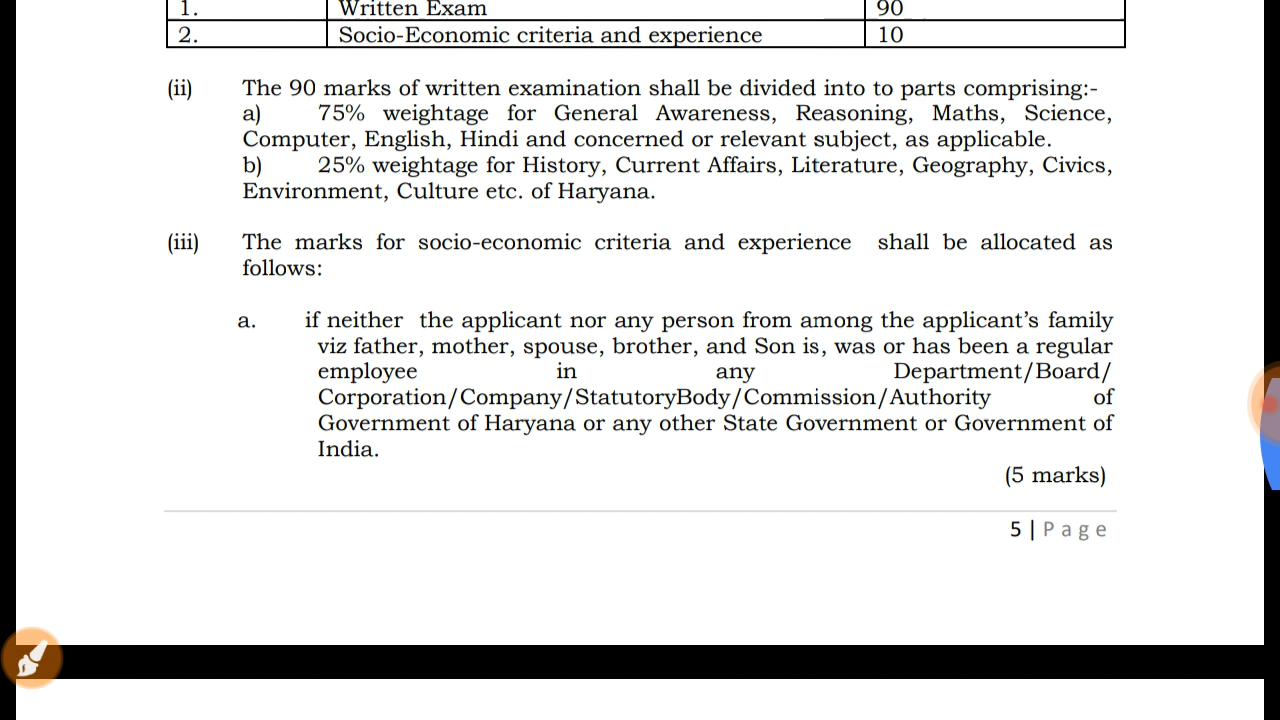 1. Written Exam 90
2. Socio-Economic criteria and experience 10
(ii) The 90 marks of written examination shall be divided into to parts comprising:-
a) 75% weightage for General Awareness, Reasoning, Maths, Science,
Computer, English, Hindi and concerned or relevant subject, as applicable.
b) 25% weightage for History, Current Affairs, Literature, Geography, Civics,
Environment, Culture etc. of Haryana.
(iii) The marks for socio-economic criteria and experience shall be allocated as
follows:
a. if neither the applicant nor any person from among the applicant’s family
viz father, mother, spouse, brother, and Son is, was or has been a regular
employee in any Department/Board/
Corporation/Company/StatutoryBody/Commission/Authority of
Government of Haryana or any other State Government or Government of
India.
(5 marks)
5 | Page